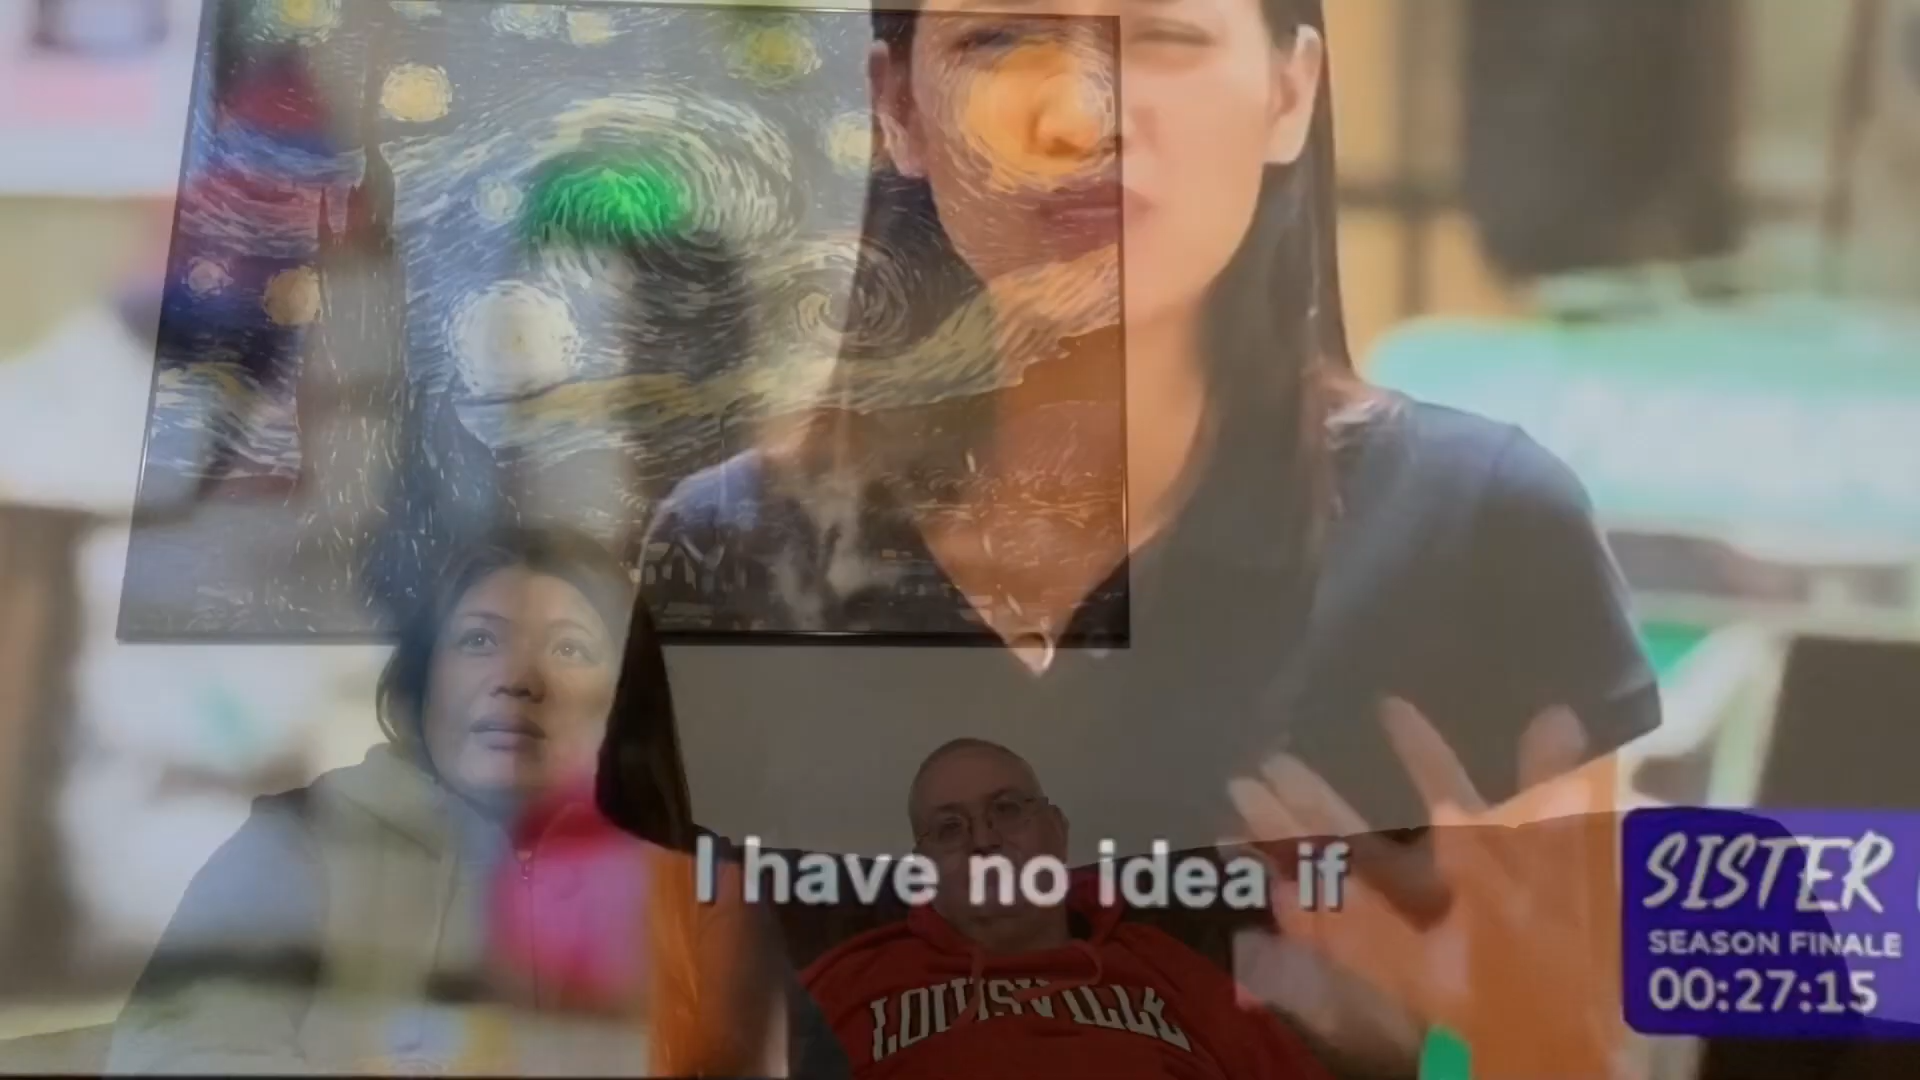 I have no idea if
SISTER
SEASON FINALE
00:27:15
LOUISVILLE